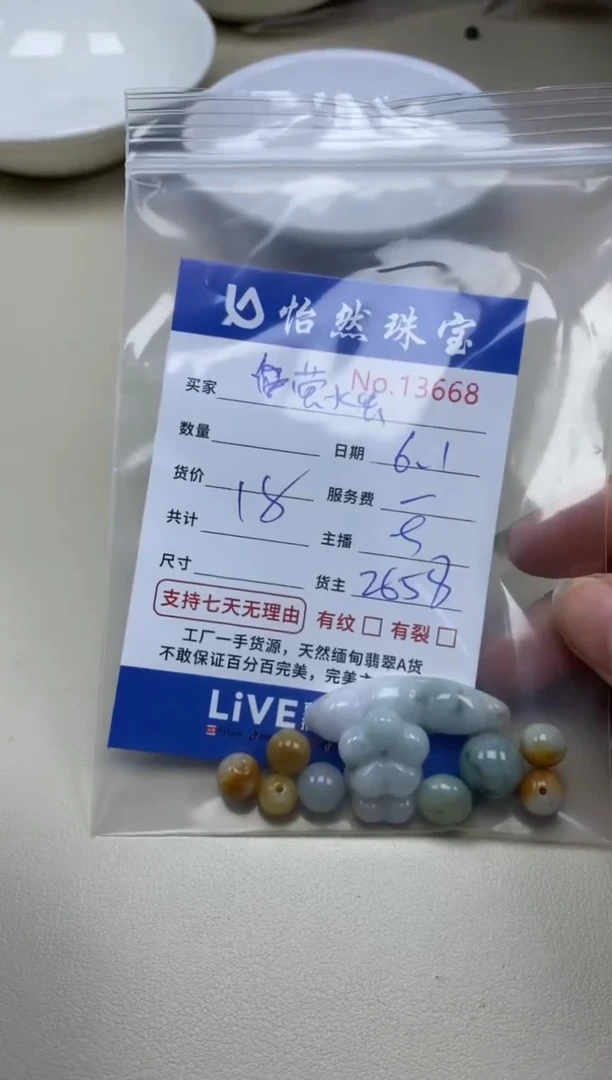 怡然珠宝
No.13668
买家
数量
日期 6.1
货价 18
服务费 一
共计
主播
尺寸
货主 2658
支持七天无理由 有纹 □ 有裂 □
工厂一手货源，天然缅甸翡翠A货
不敢保证百分百完美，完美
LiVE